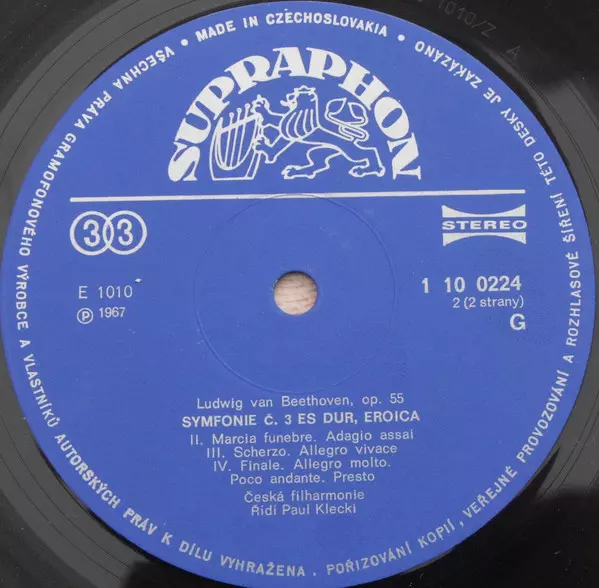 1010/Z A
MADE IN CZECHOSLOVAKIA • VŠECHNA PRÁVA GRAMOFONOVÉHO VÝROBCE A VLASTNÍKŮ AUTORSKÝCH PRÁV K DÍLU VYHRAŽENA . POŘIZOVÁNÍ KOPIÍ, VEŘEJNÉ PROVOZOVÁNÍ A ROZHLASOVÉ ŠÍŘENÍ TÉTO DESKY JE ZAKÁZÁNO •
SUPRAPHON
33
STEREO
E 1010
Ⓟ 1967
1 10 0224
2 (2 strany)
G
Ludwig van Beethoven, op. 55
SYMFONIE Č. 3 ES DUR, EROICA
II. Marcia funebre. Adagio assai
III. Scherzo. Allegro vivace
IV. Finale. Allegro molto.
Poco andante. Presto
Česká filharmonie
Řídí Paul Klecki